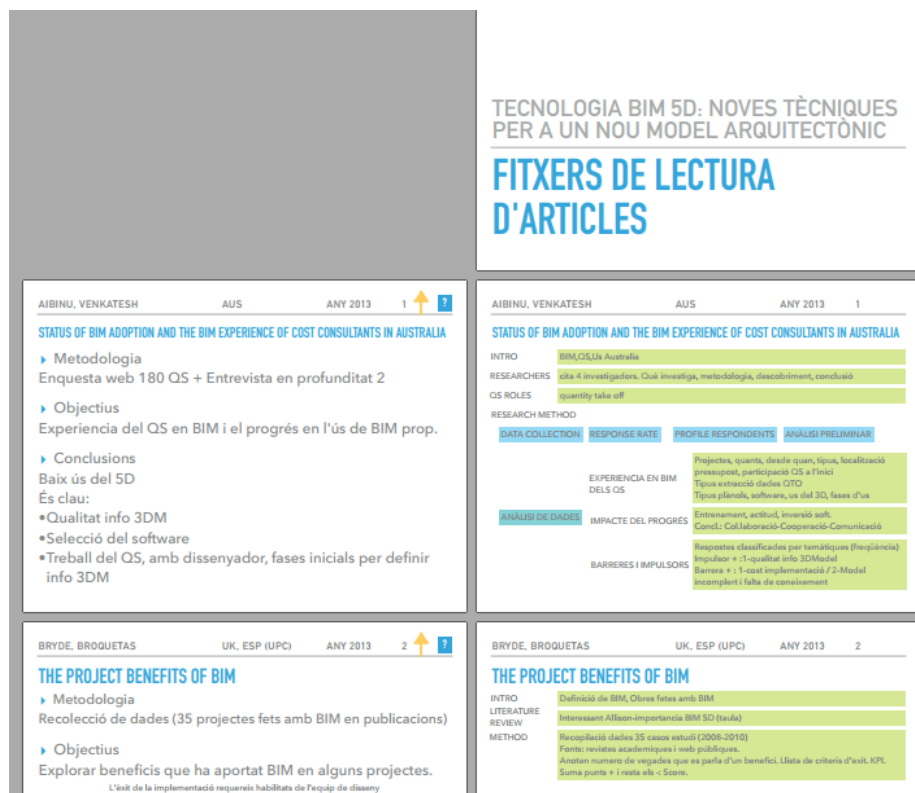 TECNOLOGIA BIM 5D: NOVES TÈCNIQUES
PER A UN NOU MODEL ARQUITECTÒNIC
FITXERS DE LECTURA
D'ARTICLES
AIBINU, VENKATESH AUS ANY 2013 1 ?
STATUS OF BIM ADOPTION AND THE BIM EXPERIENCE OF COST CONSULTANTS IN AUSTRALIA
Metodologia
Enquesta web 180 QS + Entrevista en profunditat 2
Objectius
Experiencia del QS en BIM i el progrés en l'ús de BIM prop.
Conclusions
Baix ús del 5D
És clau:
•Qualitat info 3DM
•Selecció del software
•Treball del QS, amb dissenyador, fases inicials per definir
info 3DM
AIBINU, VENKATESH AUS ANY 2013 1
STATUS OF BIM ADOPTION AND THE BIM EXPERIENCE OF COST CONSULTANTS IN AUSTRALIA
INTRO BIM,QS,Us Australia
RESEARCHERS cita 4 investigadors. Què investiga, metodologia, descobriment, conclusió
QS ROLES quantity take off
RESEARCH METHOD
DATA COLLECTION RESPONSE RATE PROFILE RESPONDENTS ANÀLISI PRELIMINAR
ANÀLISI DE DADES
EXPERIENCIA EN BIM
DELS QS
Projectes, quants, desde quan, tipus, localització
pressupost, participació QS a l'inici
Tipus extracció dades QTO
Tipus plànols, software, us del 3D, fases d'us
IMPACTE DEL PROGRÉS
Entrenament, actitud, inversió soft.
Concl.: Col.laboració-Cooperació-Comunicació
BARRERES I IMPULSORS
Respostes classificades per temàtiques (freqüència)
Impulsor + :1-qualitat info 3DModel
Barrera + : 1-cost implementació / 2-Model
incomplert i falta de coneixement
BRYDE, BROQUETAS UK, ESP (UPC) ANY 2013 2 ?
THE PROJECT BENEFITS OF BIM
Metodologia
Recolecció de dades (35 projectes fets amb BIM en publicacions)
Objectius
Explorar beneficis que ha aportat BIM en alguns projectes.
L'èxit de la implementació requereix habilitats de l'equip de disseny
BRYDE, BROQUETAS UK, ESP (UPC) ANY 2013 2
THE PROJECT BENEFITS OF BIM
INTRO Definició de BIM, Obres fetes amb BIM
LITERATURE
REVIEW
Interessant Allison-importancia BIM 5D (taula)
METHOD Recopilació dades 35 casos estudi (2008-2010)
Fonts: revistes academiques i web públiques.
Anoten numero de vegades que es parla d'un benefici. Llista de criteris d'exit. KPI.
Suma punts + i resta els -: Score.